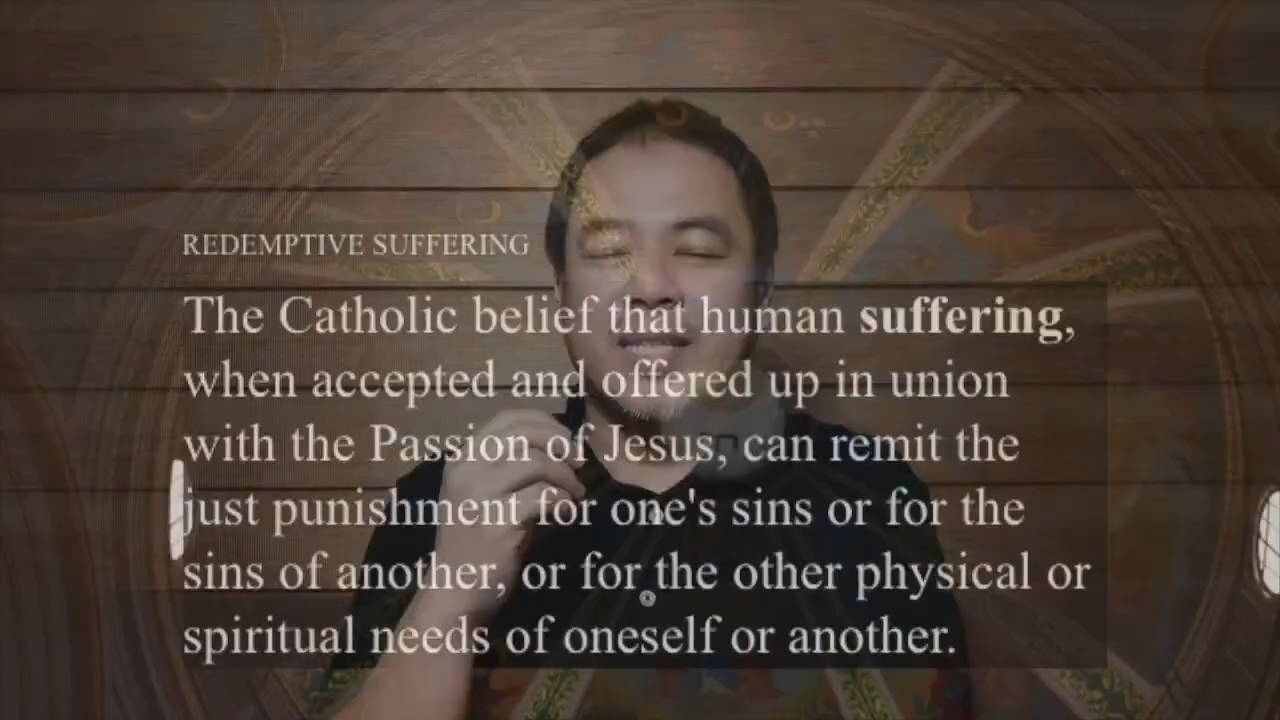 REDEMPTIVE SUFFERING
The Catholic belief that human suffering,
when accepted and offered up in union
with the Passion of Jesus, can remit the
just punishment for one's sins or for the
sins of another, or for the other physical or
spiritual needs of oneself or another.